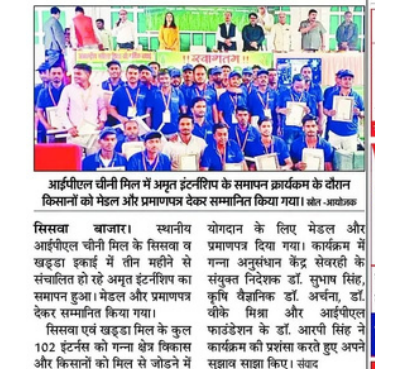 ॥ स्वागतम् ॥
आईपीएल चीनी मिल में अमृत इंटर्नशिप के समापन क्रार्यकम के दौरान
किसानों को मेडल और प्रमाणपत्र देकर सम्मानित किया गया। स्रोत -आयोजक
सिसवा बाजार। स्थानीय
आईपीएल चीनी मिल के सिसवा व
खड्डा इकाई में तीन महीने से
संचालित हो रहे अमृत इंटर्नशिप का
समापन हुआ। मेडल और प्रमाणपत्र
देकर सम्मानित किया गया।
सिसवा एवं खड्डा मिल के कुल
102 इंटर्नस को गन्ना क्षेत्र विकास
और किसानों को मिल से जोडने में
योगदान के लिए मेडल और
प्रमाणपत्र दिया गया। कार्यक्रम में
गन्ना अनुसंधान केंद्र सेवरही के
संयुक्त निदेशक डॉ. सुभाष सिंह,
कृषि वैज्ञानिक डॉ. अर्चना, डॉ.
वीके मिश्रा और आईपीएल
फाउंडेशन के डॉ. आरपी सिंह ने
कार्यक्रम की प्रशंसा करते हुए अपने
सुझाव साझा किए। संवाद